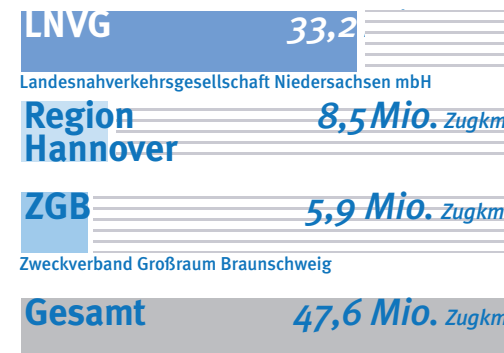 LNVG 33,2
Landesnahverkehrsgesellschaft Niedersachsen mbH
Region 8,5 Mio. Zugkm
Hannover
ZGB 5,9 Mio. Zugkm
Zweckverband Großraum Braunschweig
Gesamt 47,6 Mio. Zugkm